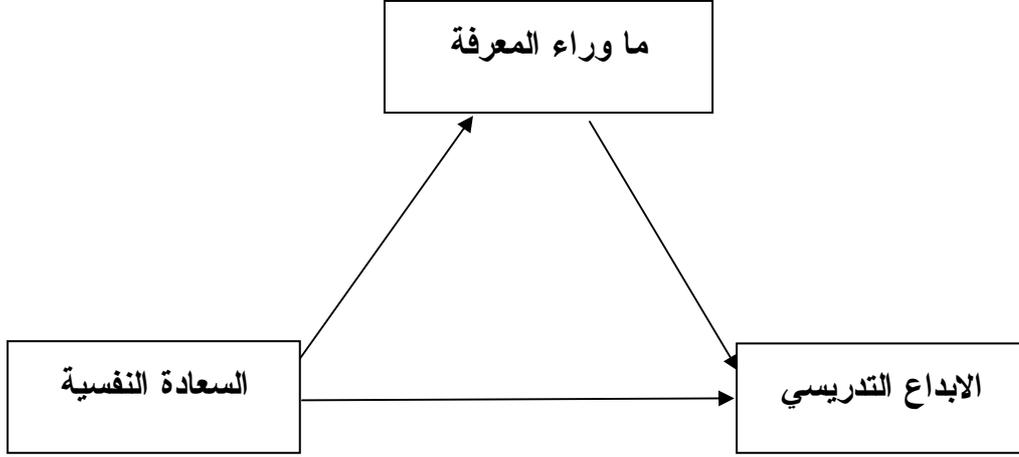 ما وراء المعرفة
السعادة النفسية
الابداع التدريسي